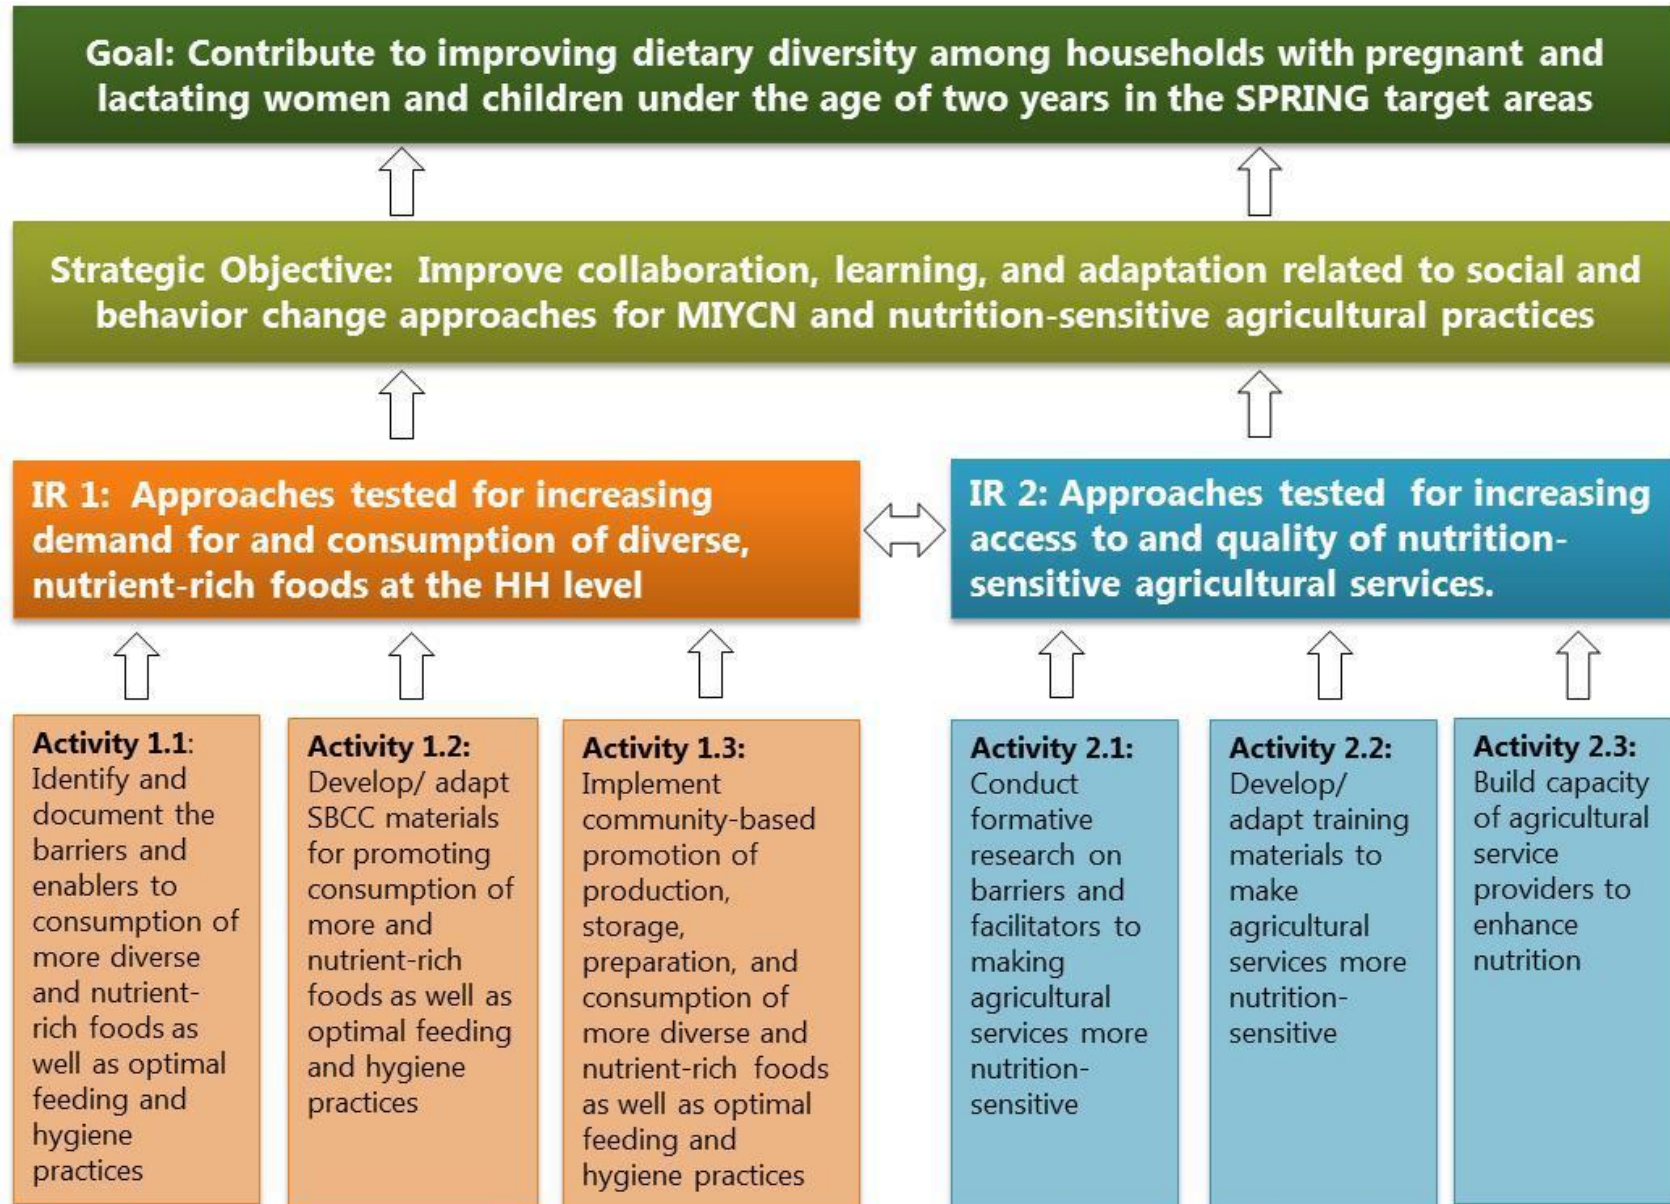 Goal: Contribute to improving dietary diversity among households with pregnant and
lactating women and children under the age of two years in the SPRING target areas
Strategic Objective: Improve collaboration, learning, and adaptation related to social and
behavior change approaches for MIYCN and nutrition-sensitive agricultural practices
IR 1: Approaches tested for increasing
demand for and consumption of diverse,
nutrient-rich foods at the HH level
IR 2: Approaches tested for increasing
access to and quality of nutrition-
sensitive agricultural services.
Activity 1.1:
Identify and
document the
barriers and
enablers to
consumption of
more diverse
and nutrient-
rich foods as
well as optimal
feeding and
hygiene
practices
Activity 1.2:
Develop/ adapt
SBCC materials
for promoting
consumption of
more and
nutrient-rich
foods as well as
optimal feeding
and hygiene
practices
Activity 1.3:
Implement
community-based
promotion of
production,
storage,
preparation, and
consumption of
more diverse and
nutrient-rich foods
as well as optimal
feeding and
hygiene practices
Activity 2.1:
Conduct
formative
research on
barriers and
facilitators to
making
agricultural
services more
nutrition-
sensitive
Activity 2.2:
Develop/
adapt training
materials to
make
agricultural
services more
nutrition-
sensitive
Activity 2.3:
Build capacity
of agricultural
service
providers to
enhance
nutrition